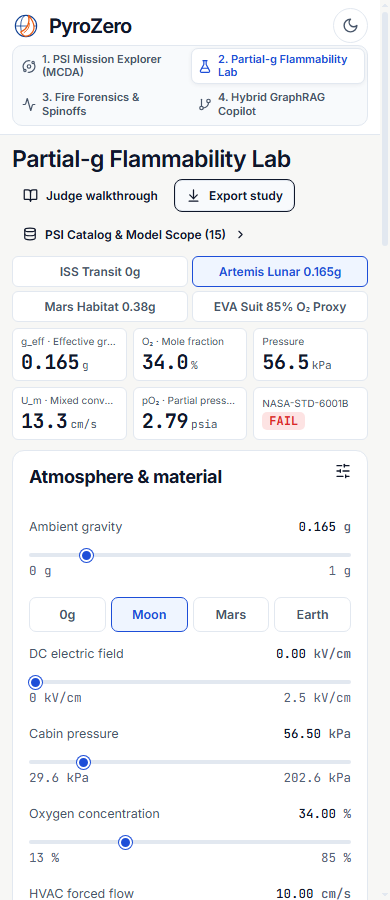 PyroZero
1. PSI Mission Explorer
(MCDA)
2. Partial-g Flammability
Lab
3. Fire Forensics &
Spinoffs
4. Hybrid GraphRAG
Copilot
Partial-g Flammability Lab
Judge walkthrough
Export study
PSI Catalog & Model Scope (15)
ISS Transit 0g
Artemis Lunar 0.165g
Mars Habitat 0.38g
EVA Suit 85% O₂ Proxy
g_eff · Effective gr...
0.165 g
O₂ · Mole fraction
34.0 %
Pressure
56.5 kPa
U_m · Mixed conv...
13.3 cm/s
pO₂ · Partial press...
2.79 psia
NASA-STD-6001B
FAIL
Atmosphere & material
Ambient gravity
0.165 g
0 g
1 g
0g
Moon
Mars
Earth
DC electric field
0.00 kV/cm
0 kV/cm
2.5 kV/cm
Cabin pressure
56.50 kPa
29.6 kPa
202.6 kPa
Oxygen concentration
34.00 %
13 %
85 %
HVAC forced flow
10.00 cm/s